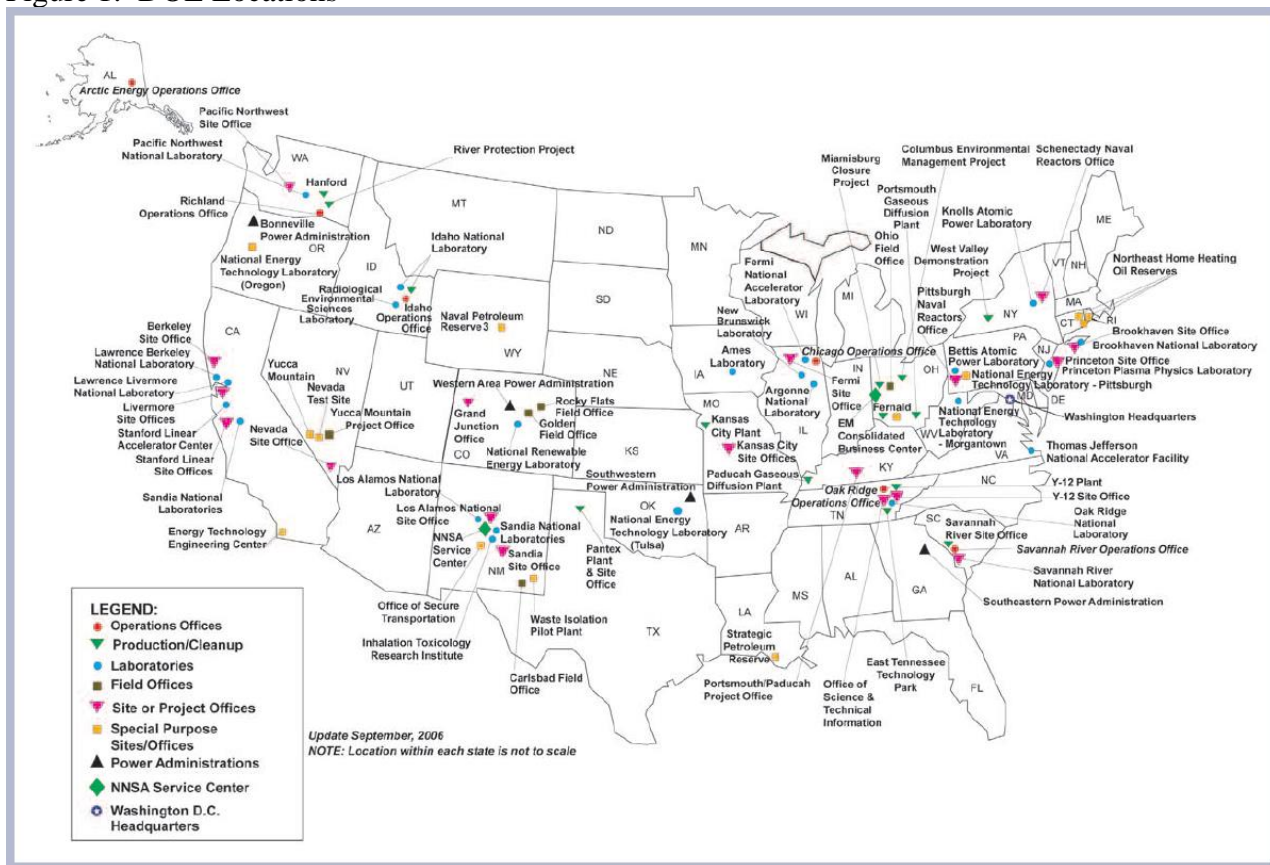 Figure 1. DOE Locations
AL
Arctic Energy Operations Office
Pacific Northwest
Site Office
Pacific Northwest
National Laboratory
WA
Hanford
River Protection Project
Richland
Operations Office
Bonneville
Power Administration
OR
National Energy
Technology Laboratory
(Oregon)
MT
Idaho National
Laboratory
ID
Radiological
Environmental
Sciences
Laboratory
Idaho
Operations
Office
ND
SD
MN
Naval Petroleum
Reserve 3
WY
NE
CA
Berkeley
Site Office
Lawrence Berkeley
National Laboratory
Lawrence Livermore
National Laboratory
Livermore
Site Offices
Stanford Linear
Accelerator Center
Stanford Linear
Site Offices
Sandia National
Laboratories
Energy Technology
Engineering Center
Yucca
Mountain
NV
Nevada
Test Site
Yucca Mountain
Project Office
Nevada
Site Office
UT
AZ
Western Area Power Administration
Rocky Flats
Field Office
Golden
Field Office
Grand
Junction
Office
CO
National Renewable
Energy Laboratory
KS
Los Alamos National
Laboratory
Los Alamos National
Site Office
NNSA
Service
Center
Sandia National
Laboratories
Sandia
Site Office
NM
Office of Secure
Transportation
Inhalation Toxicology
Research Institute
Carlsbad Field
Office
Waste Isolation
Pilot Plant
Pantex
Plant
& Site
Office
TX
Southwestern
Power Administration
OK
National Energy
Technology Laboratory
(Tulsa)
Kansas
City Plant
Kansas City
Site Offices
MO
IA
Ames
Laboratory
AR
LA
MS
AL
GA
FL
Strategic
Petroleum
Reserve
Portsmouth/Paducah
Project Office
Office of
Science &
Technical
Information
East Tennessee
Technology
Park
Fermi
National
Accelerator
Laboratory
WI
MI
New
Brunswick
Laboratory
Chicago Operations Office
Argonne
National
Laboratory
IL
IN
OH
Fermi
Site
Office
Fernald
EM
Consolidated
Business Center
Paducah Gaseous
Diffusion Plant
KY
Oak Ridge
Operations Office
TN
Miamisburg
Closure
Project
Portsmouth
Gaseous
Diffusion
Plant
Ohio
Field
Office
Columbus Environmental
Management Project
West Valley
Demonstration
Project
Pittsburgh
Naval
Reactors
Office
Schenectady Naval
Reactors Office
Knolls Atomic
Power Laboratory
ME
VT
NH
NY
MA
CT
RI
Northeast Home Heating
Oil Reserves
Brookhaven Site Office
Brookhaven National Laboratory
PA
NJ
Princeton Site Office
Princeton Plasma Physics Laboratory
Bettis Atomic
Power Laboratory
National Energy
Technology Laboratory - Pittsburgh
MD
DE
Washington Headquarters
National Energy
Technology
Laboratory
- Morgantown
WV
VA
Thomas Jefferson
National Accelerator Facility
NC
Y-12 Plant
Y-12 Site Office
Oak Ridge
National
Laboratory
SC
Savannah
River Site Office
Savannah River Operations Office
Savannah River
National Laboratory
Southeastern Power Administration
LEGEND:
Operations Offices
Production/Cleanup
Laboratories
Field Offices
Site or Project Offices
Special Purpose
Sites/Offices
Power Administrations
NNSA Service Center
Washington D.C.
Headquarters
Update September, 2006
NOTE: Location within each state is not to scale